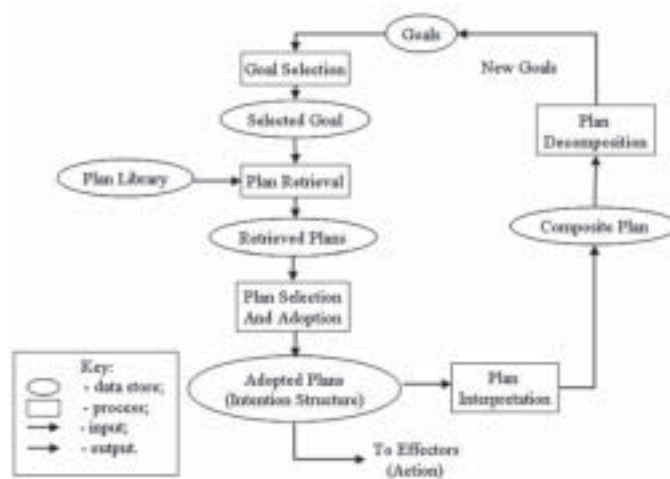 Goals
Goal Selection
New Goals
Selected Goal
Plan
Decomposition
Plan Library
Plan Retrieval
Retrieved Plans
Composite Plan
Plan Selection
And Adoption
Key:
- data store;
- process;
- input;
- output.
Adopted Plans
(Intention Structure)
Plan
Interpretation
To Effectors
(Action)